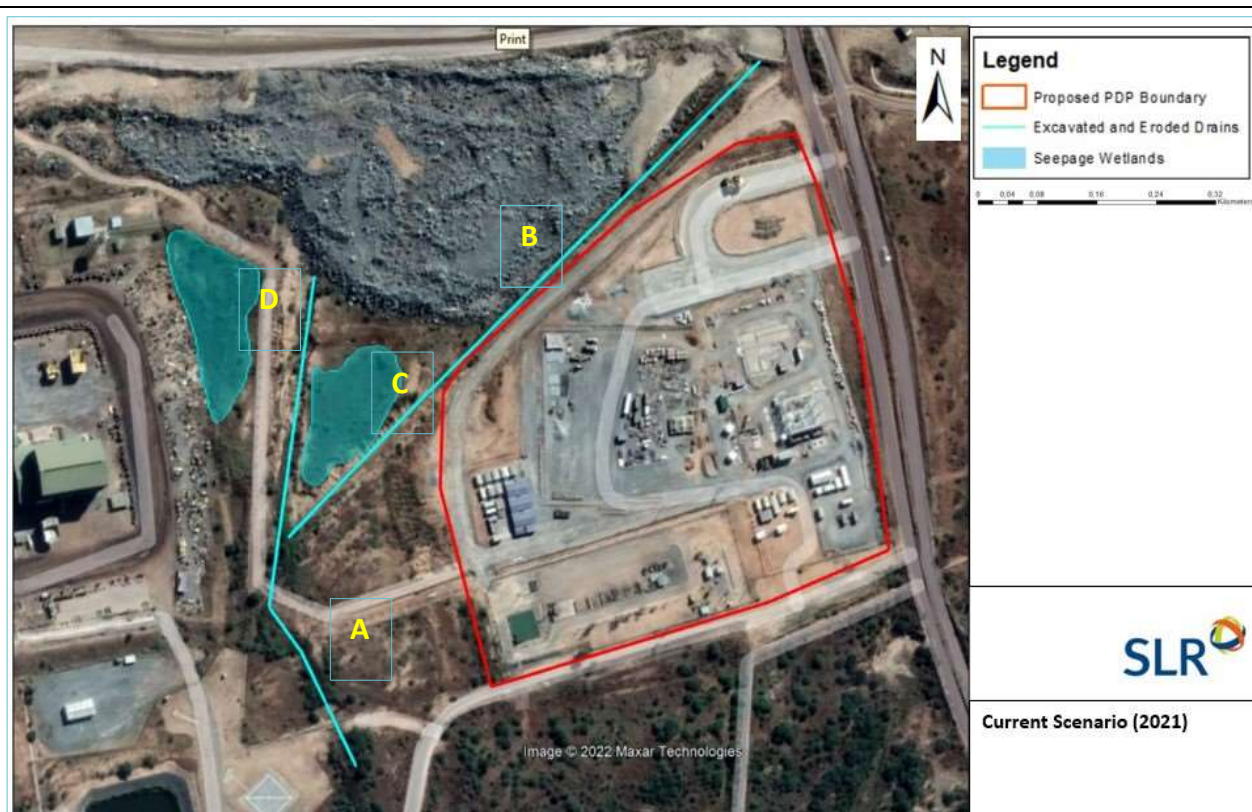 Print
N
B
D
C
A
Image © 2022 Maxar Technologies
Legend
Proposed PDP Boundary
Excavated and Eroded Drains
Seepage Wetlands
0 0,04 0,08 0,16 0,24 0,32
Kilometers
SLR
Current Scenario (2021)